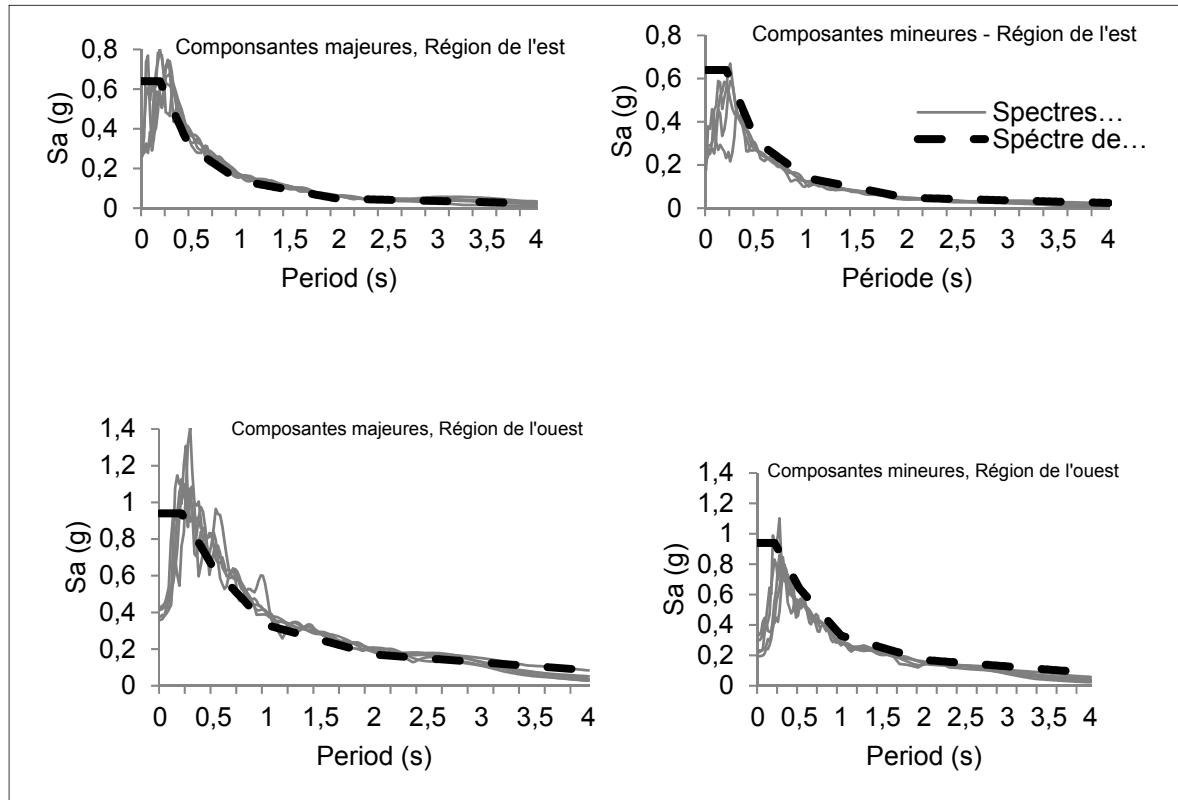 Componsantes majeures, Région de l'est
0,8
0,6
0,4
0,2
0
Sa (g)
0 0,5 1 1,5 2 2,5 3 3,5 4
Period (s)
Composantes mineures - Région de l'est
0,8
0,6
0,4
0,2
0
Sa (g)
Spectres…
Spéctre de…
0 0,5 1 1,5 2 2,5 3 3,5 4
Période (s)
Composantes majeures, Région de l'ouest
1,4
1,2
1
0,8
0,6
0,4
0,2
0
Sa (g)
0 0,5 1 1,5 2 2,5 3 3,5 4
Period (s)
Composantes mineures, Région de l'ouest
1,4
1,2
1
0,8
0,6
0,4
0,2
0
Sa (g)
0 0,5 1 1,5 2 2,5 3 3,5 4
Period (s)